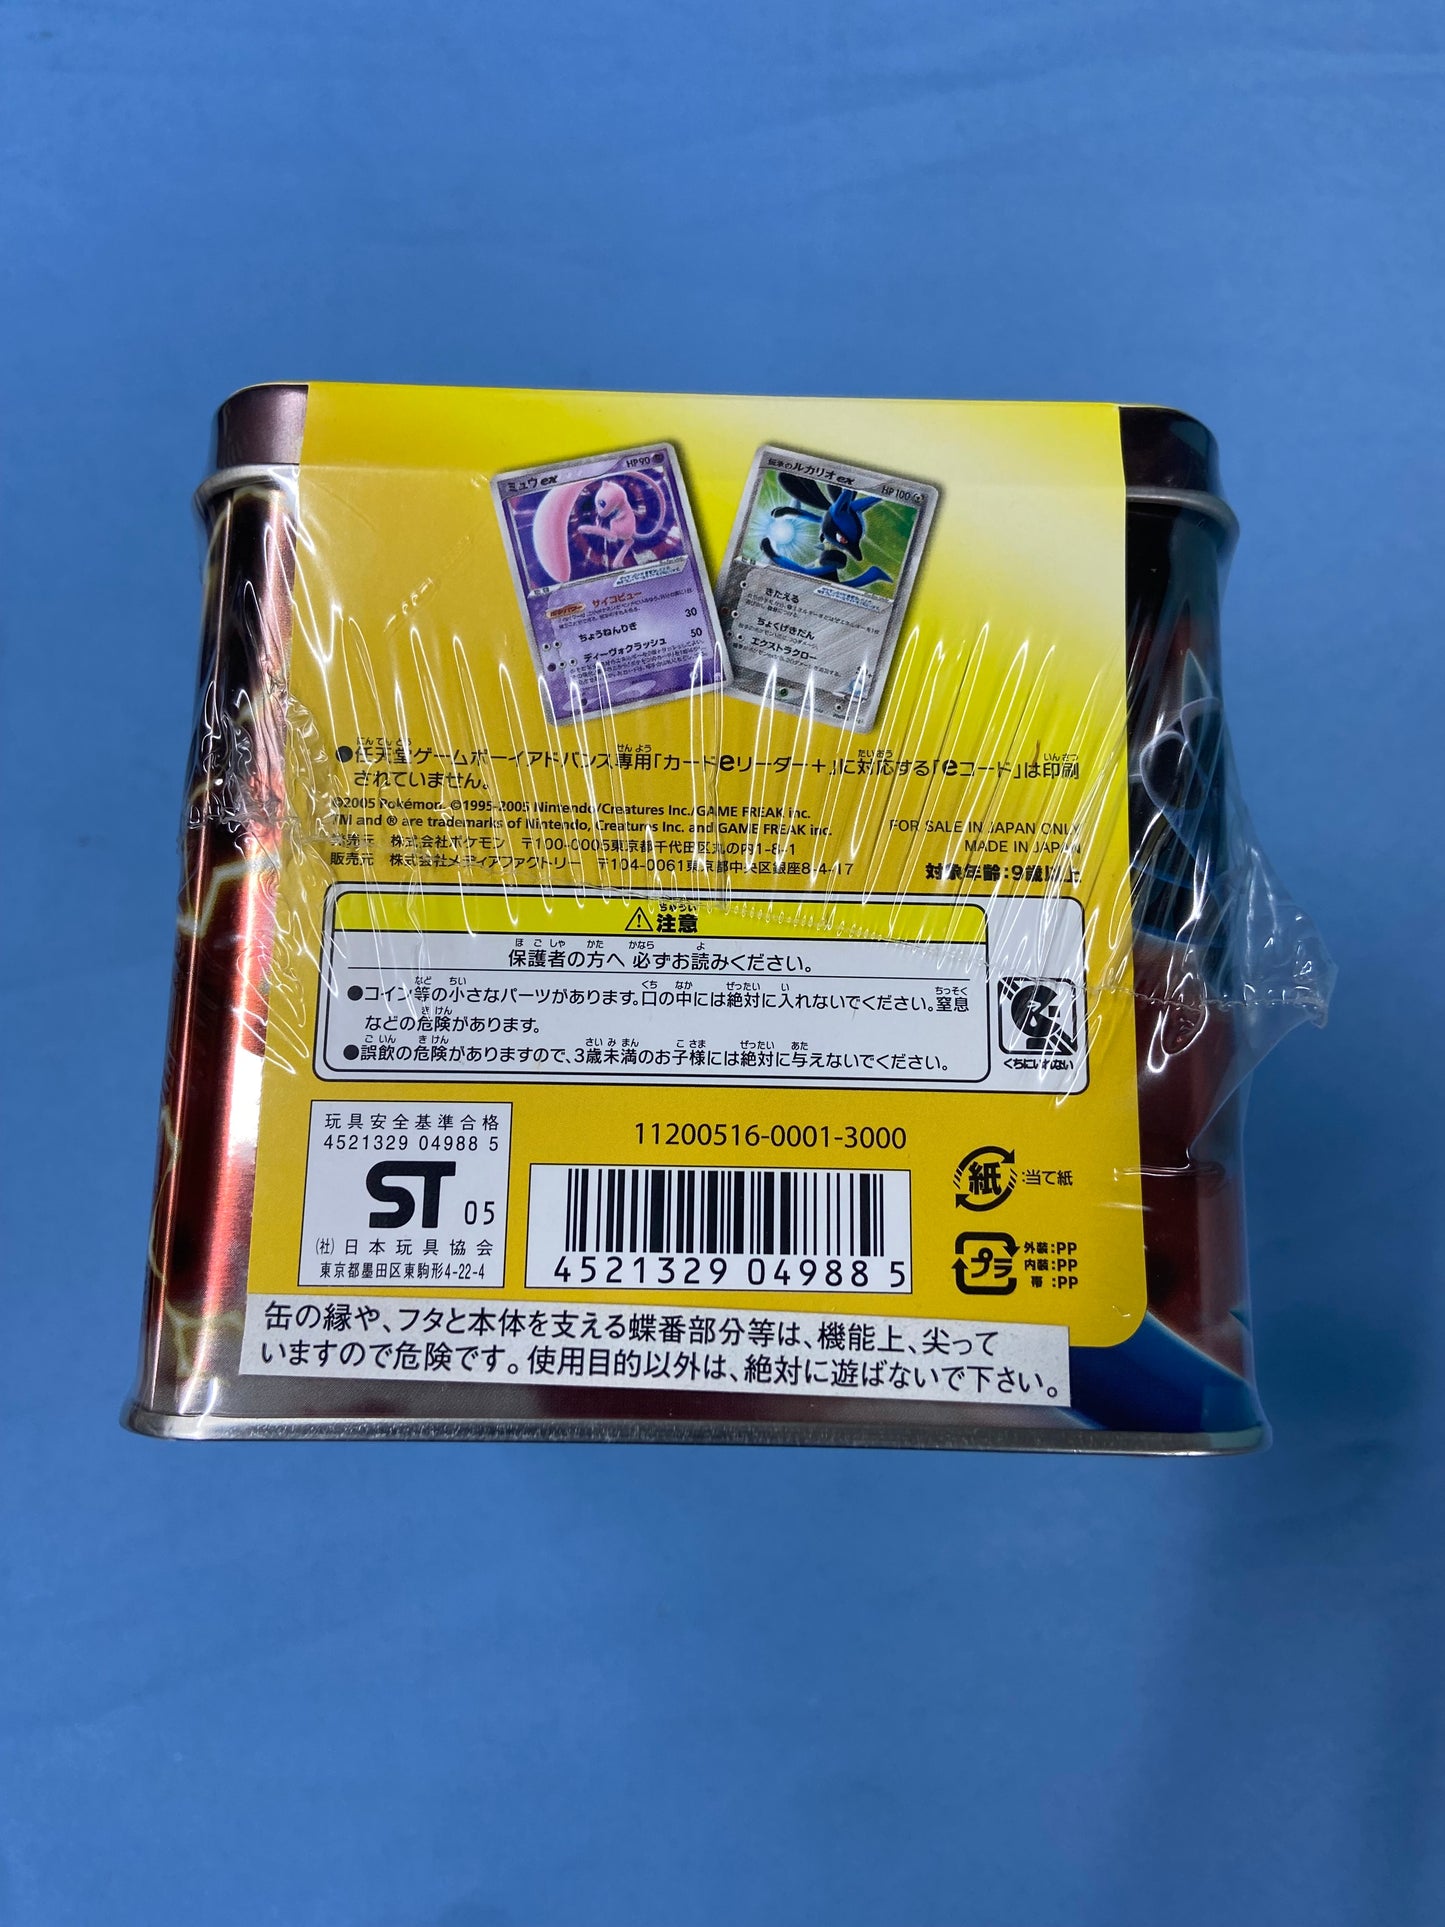 ミュウex HP90
サイコビュー
ちょうねんりき 30
ディーヴォクラッシュ 50
伝承のルカリオex HP100
きたえる
ちょくげきだん
エクストラクロー
●任天堂ゲームボーイアドバンス専用「カードeリーダー+」に対応する「eコード」は印刷
されていません。
©2005 Pokémon. ©1995-2005 Nintendo/Creatures Inc./GAME FREAK inc.
TM and ® are trademarks of Nintendo, Creatures Inc. and GAME FREAK inc.
発売元 株式会社ポケモン 〒100-0005東京都千代田区丸の内1-8-1
販売元 株式会社メディアファクトリー 〒104-0061東京都中央区銀座8-4-17
FOR SALE IN JAPAN ONLY
MADE IN JAPAN
対象年齢:9歳以上
⚠注意
保護者の方へ 必ずお読みください。
●コイン等の小さなパーツがあります。口の中には絶対に入れないでください。窒息
などの危険があります。
●誤飲の危険がありますので、3歳未満のお子様には絶対に与えないでください。
くちにいれない
玩具安全基準合格
4521329 04988 5
ST 05
(社)日本玩具協会
東京都墨田区東駒形4-22-4
11200516-0001-3000
4521329 04988 5
紙:当て紙
プラ
外装:PP
内装:PP
帯:PP
缶の縁や、フタと本体を支える蝶番部分等は、機能上、尖って
いますので危険です。使用目的以外は、絶対に遊ばないで下さい。